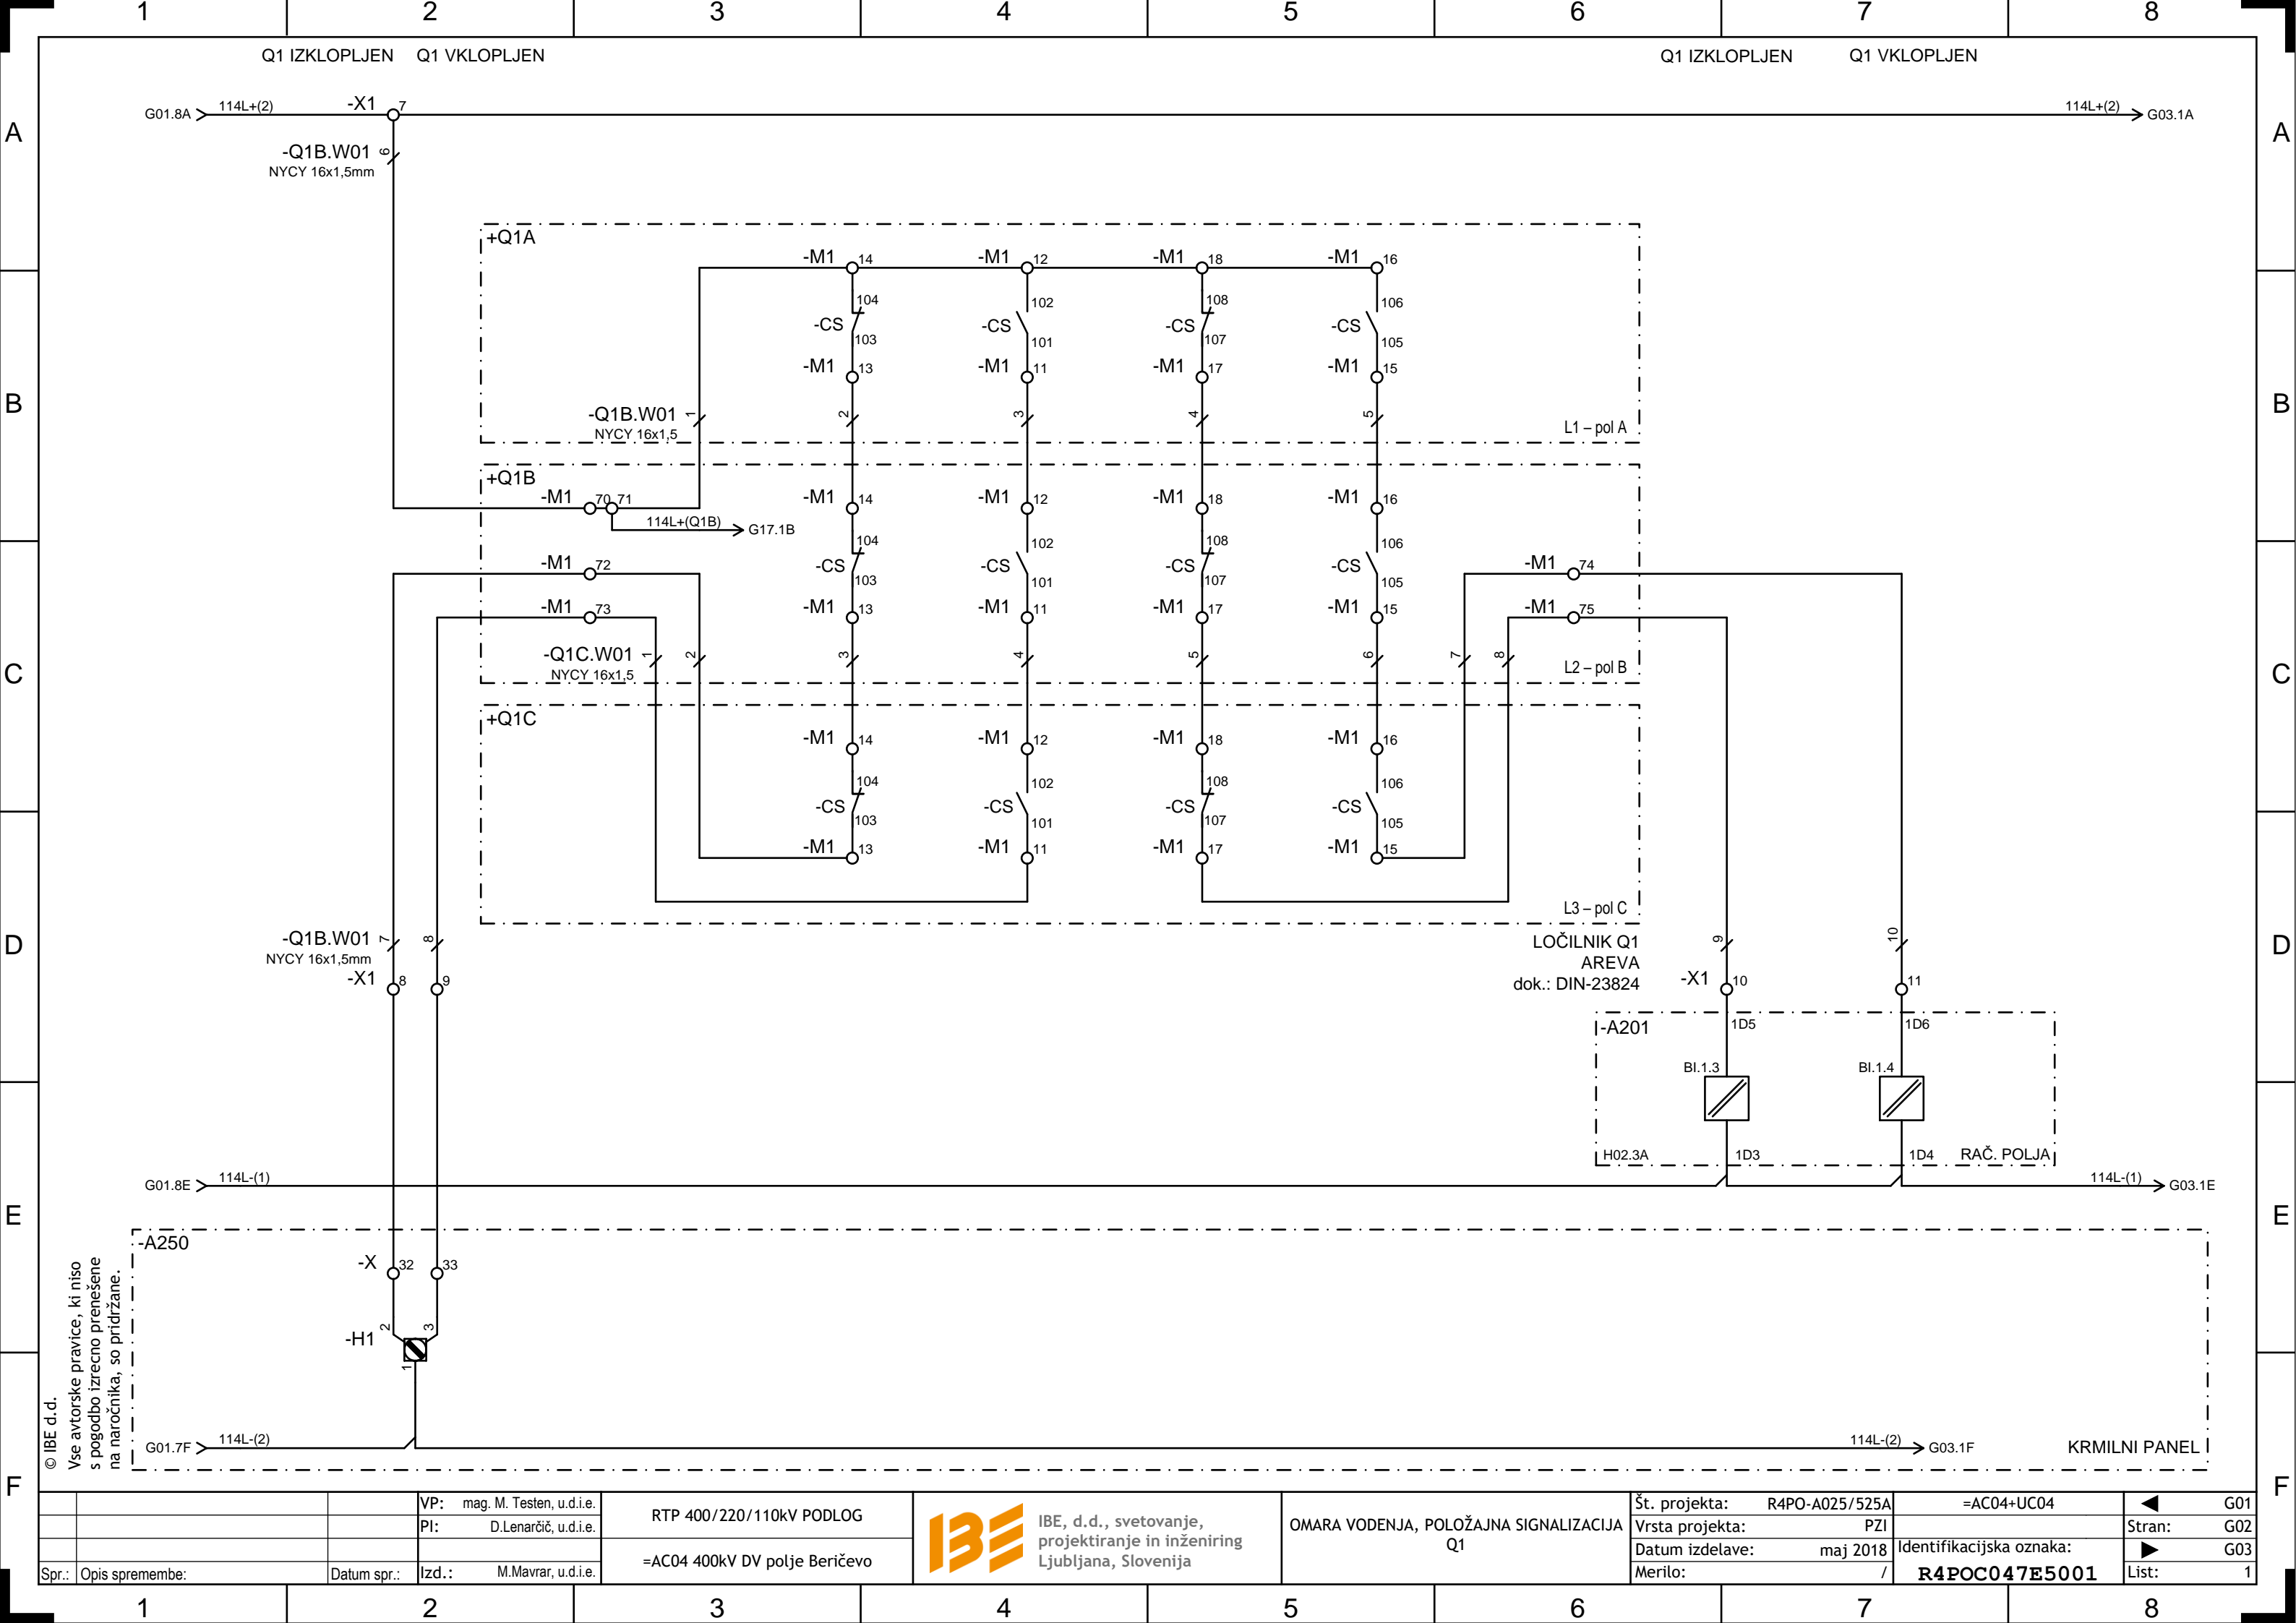 1 2 3 4 5 6 7 8
Q1 IZKLOPLJEN Q1 VKLOPLJEN Q1 IZKLOPLJEN Q1 VKLOPLJEN
A A
G01.8A 114L+(2) -X1 7 114L+(2) G03.1A
-Q1B.W01 6
NYCY 16x1,5mm
+Q1A
-M1 14 -M1 12 -M1 18 -M1 16
104 102 108 106
-CS -CS -CS -CS
103 101 107 105
-M1 13 -M1 11 -M1 17 -M1 15
B B
-Q1B.W01 1 2 3 4 5
NYCY 16x1,5 L1 – pol A
+Q1B
-M1 70 71 -M1 14 -M1 12 -M1 18 -M1 16
114L+(Q1B) G17.1B
104 102 108 106
-M1 72 -CS -CS -CS -CS -M1 74
103 101 107 105
-M1 73 -M1 13 -M1 11 -M1 17 -M1 15 -M1 75
-Q1C.W01 1 2 3 4 5 6 7 8
NYCY 16x1,5 L2 – pol B
C C
+Q1C
-M1 14 -M1 12 -M1 18 -M1 16
104 102 108 106
-CS -CS -CS -CS
103 101 107 105
-M1 13 -M1 11 -M1 17 -M1 15
L3 – pol C
D D
-Q1B.W01 7 8 9 10
NYCY 16x1,5mm
LOČILNIK Q1
AREVA
dok.: DIN-23824
-X1 8 9 -X1 10 11
-A201 1D5 1D6
BI.1.3 BI.1.4
H02.3A 1D3 1D4 RAČ. POLJA
G01.8E 114L-(1) 114L-(1) G03.1E
E E
-A250
-X 32 33
-H1 2 3
1
G01.7F 114L-(2) 114L-(2) G03.1F KRMILNI PANEL
F F
© IBE d.d.
Vse avtorske pravice, ki niso
s pogodbo izrecno prenešene
na naročnika, so pridržane.
Spr.: Opis spremembe: Datum spr.:
VP: mag. M. Testen, u.d.i.e.
PI: D.Lenarčič, u.d.i.e.
Izd.: M.Mavrar, u.d.i.e.
RTP 400/220/110kV PODLOG
=AC04 400kV DV polje Beričevo
IBE
IBE, d.d., svetovanje,
projektiranje in inženiring
Ljubljana, Slovenija
OMARA VODENJA, POLOŽAJNA SIGNALIZACIJA
Q1
Št. projekta: R4PO-A025/525A
Vrsta projekta: PZI
Datum izdelave: maj 2018
Merilo: /
=AC04+UC04
Identifikacijska oznaka:
R4POC047E5001
G01
Stran: G02
G03
List: 1
1 2 3 4 5 6 7 8